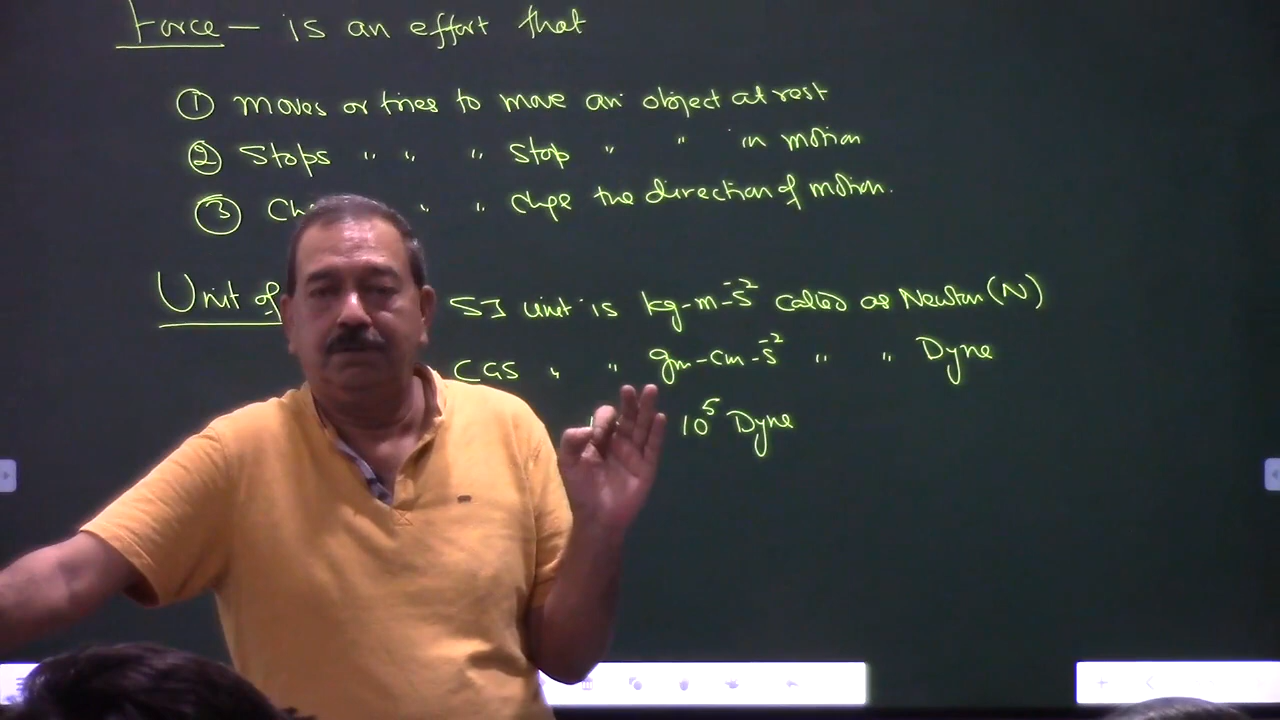 Force – is an effort that
① moves or tries to move an object at rest
② Stops " " " Stop " " in motion
③ " " the direction of motion.
Unit of SI unit is kg-m-s⁻² called as Newton (N)
CGS " " gm-cm-s⁻² " " Dyne
10⁵ Dyne